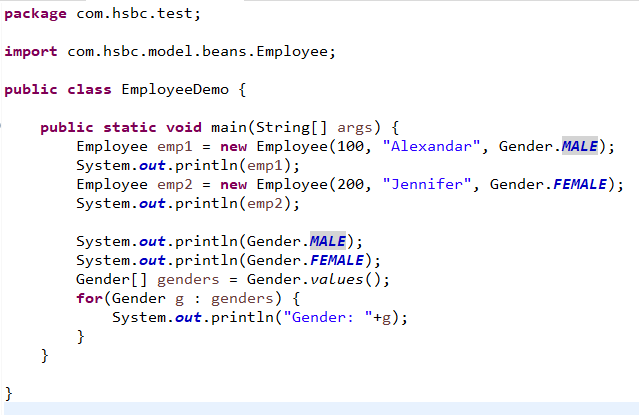 package com.hsbc.test;
import com.hsbc.model.beans.Employee;
public class EmployeeDemo {
public static void main(String[] args) {
Employee emp1 = new Employee(100, "Alexandar", Gender.MALE);
System.out.println(emp1);
Employee emp2 = new Employee(200, "Jennifer", Gender.FEMALE);
System.out.println(emp2);
System.out.println(Gender.MALE);
System.out.println(Gender.FEMALE);
Gender[] genders = Gender.values();
for(Gender g : genders) {
System.out.println("Gender: "+g);
}
}
}